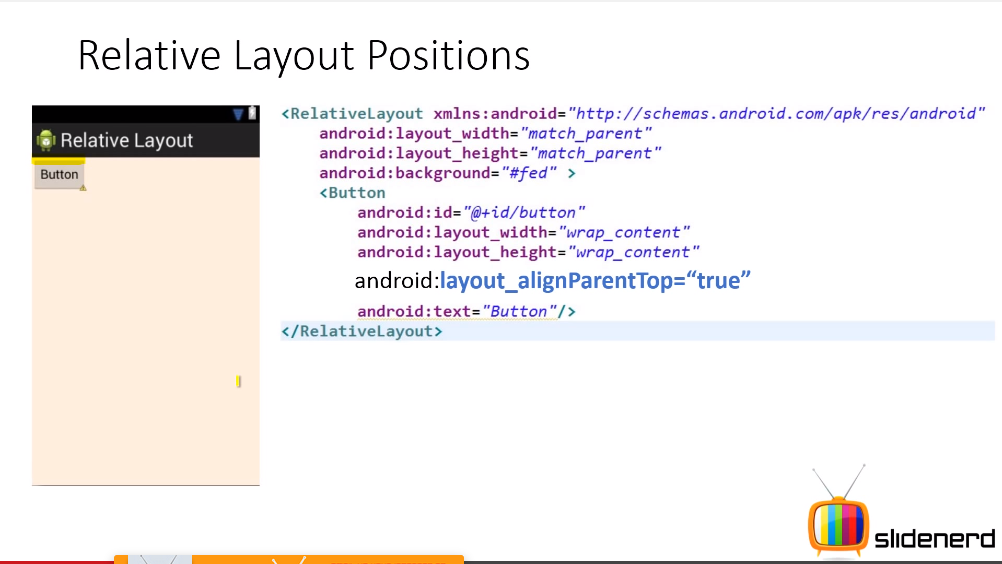 Relative Layout Positions
Relative Layout
Button
<RelativeLayout xmlns:android="http://schemas.android.com/apk/res/android"
android:layout_width="match_parent"
android:layout_height="match_parent"
android:background="#fed" >
<Button
android:id="@+id/button"
android:layout_width="wrap_content"
android:layout_height="wrap_content"
android:layout_alignParentTop=“true”
android:text="Button"/>
</RelativeLayout>
slidenerd